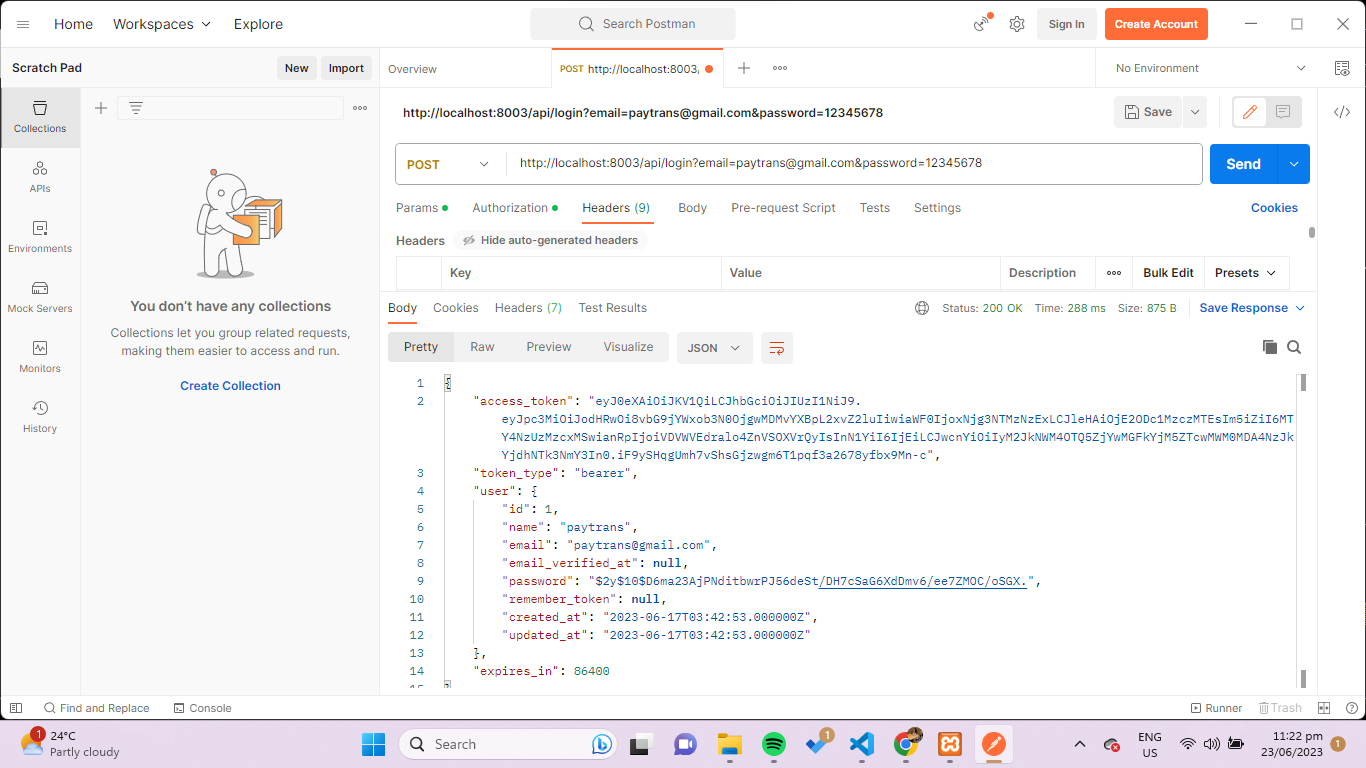 Home
Workspaces
Explore
Search Postman
Sign In
Create Account
Scratch Pad
New
Import
Overview
POST http://localhost:8003/
No Environment
Collections
APIs
Environments
Mock Servers
Monitors
History
You don’t have any collections
Collections let you group related requests,
making them easier to access and run.
Create Collection
http://localhost:8003/api/login?email=paytrans@gmail.com&password=12345678
Save
POST
http://localhost:8003/api/login?email=paytrans@gmail.com&password=12345678
Send
Params
Authorization
Headers (9)
Body
Pre-request Script
Tests
Settings
Cookies
Headers
Hide auto-generated headers
Key
Value
Description
Bulk Edit
Presets
Body
Cookies
Headers (7)
Test Results
Status: 200 OK
Time: 288 ms
Size: 875 B
Save Response
Pretty
Raw
Preview
Visualize
JSON
1 {
2 "access_token": "eyJ0eXAiOiJKV1QiLCJhbGciOiJIUzI1NiJ9.
eyJpc3MiOiJodHRwOi8vbG9jYWxob3N0OjgwMDMvYXBpL2xvZ2luIiwiaWF0IjoxNjg3NTMzNzExLCJleHAiOjE2ODc1MzczMTEsIm5iZiI6MT
Y4NzUzMzcxMSwianRpIjoiVDVWVEdralo4ZnVSOXVrQyIsInN1YiI6IjEiLCJwcnYiOiIyM2JkNWM4OTQ5ZjYwMGFkYjM5ZTcwMWM0MDA4NzJk
YjdhNTk3NmY3In0.iF9ySHqgUmh7vShsGjzwgm6T1pqf3a2678yfbx9Mn-c",
3 "token_type": "bearer",
4 "user": {
5 "id": 1,
6 "name": "paytrans",
7 "email": "paytrans@gmail.com",
8 "email_verified_at": null,
9 "password": "$2y$10$D6ma23AjPNditbwrPJ56deSt/DH7cSaG6XdDmv6/ee7ZMOC/oSGX.",
10 "remember_token": null,
11 "created_at": "2023-06-17T03:42:53.000000Z",
12 "updated_at": "2023-06-17T03:42:53.000000Z"
13 },
14 "expires_in": 86400
15 }
Find and Replace
Console
Runner
Trash
1
24°C
Partly cloudy
Search
1
ENG
US
11:22 pm
23/06/2023
1